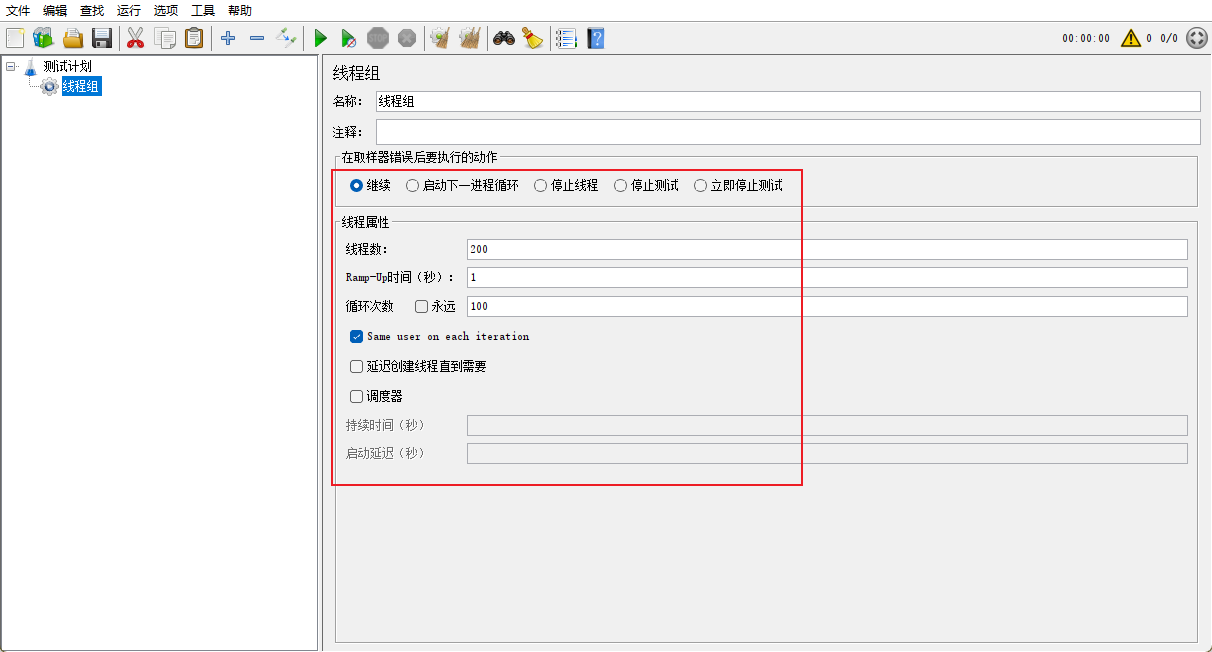 文件 编辑 查找 运行 选项 工具 帮助
STOP
00:00:00 0 0/0
测试计划
线程组
线程组
名称: 线程组
注释:
在取样器错误后要执行的动作
继续 启动下一进程循环 停止线程 停止测试 立即停止测试
线程属性
线程数: 200
Ramp-Up时间（秒）: 1
循环次数 永远 100
Same user on each iteration
延迟创建线程直到需要
调度器
持续时间（秒）
启动延迟（秒）